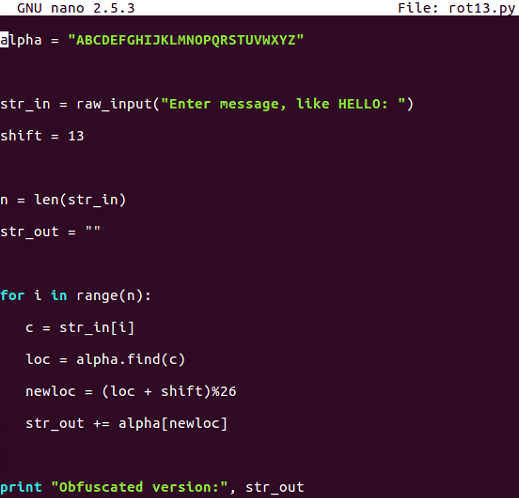 GNU nano 2.5.3 File: rot13.py
alpha = "ABCDEFGHIJKLMNOPQRSTUVWXYZ"
str_in = raw_input("Enter message, like HELLO: ")
shift = 13
n = len(str_in)
str_out = ""
for i in range(n):
   c = str_in[i]
   loc = alpha.find(c)
   newloc = (loc + shift)%26
   str_out += alpha[newloc]
print "Obfuscated version:", str_out